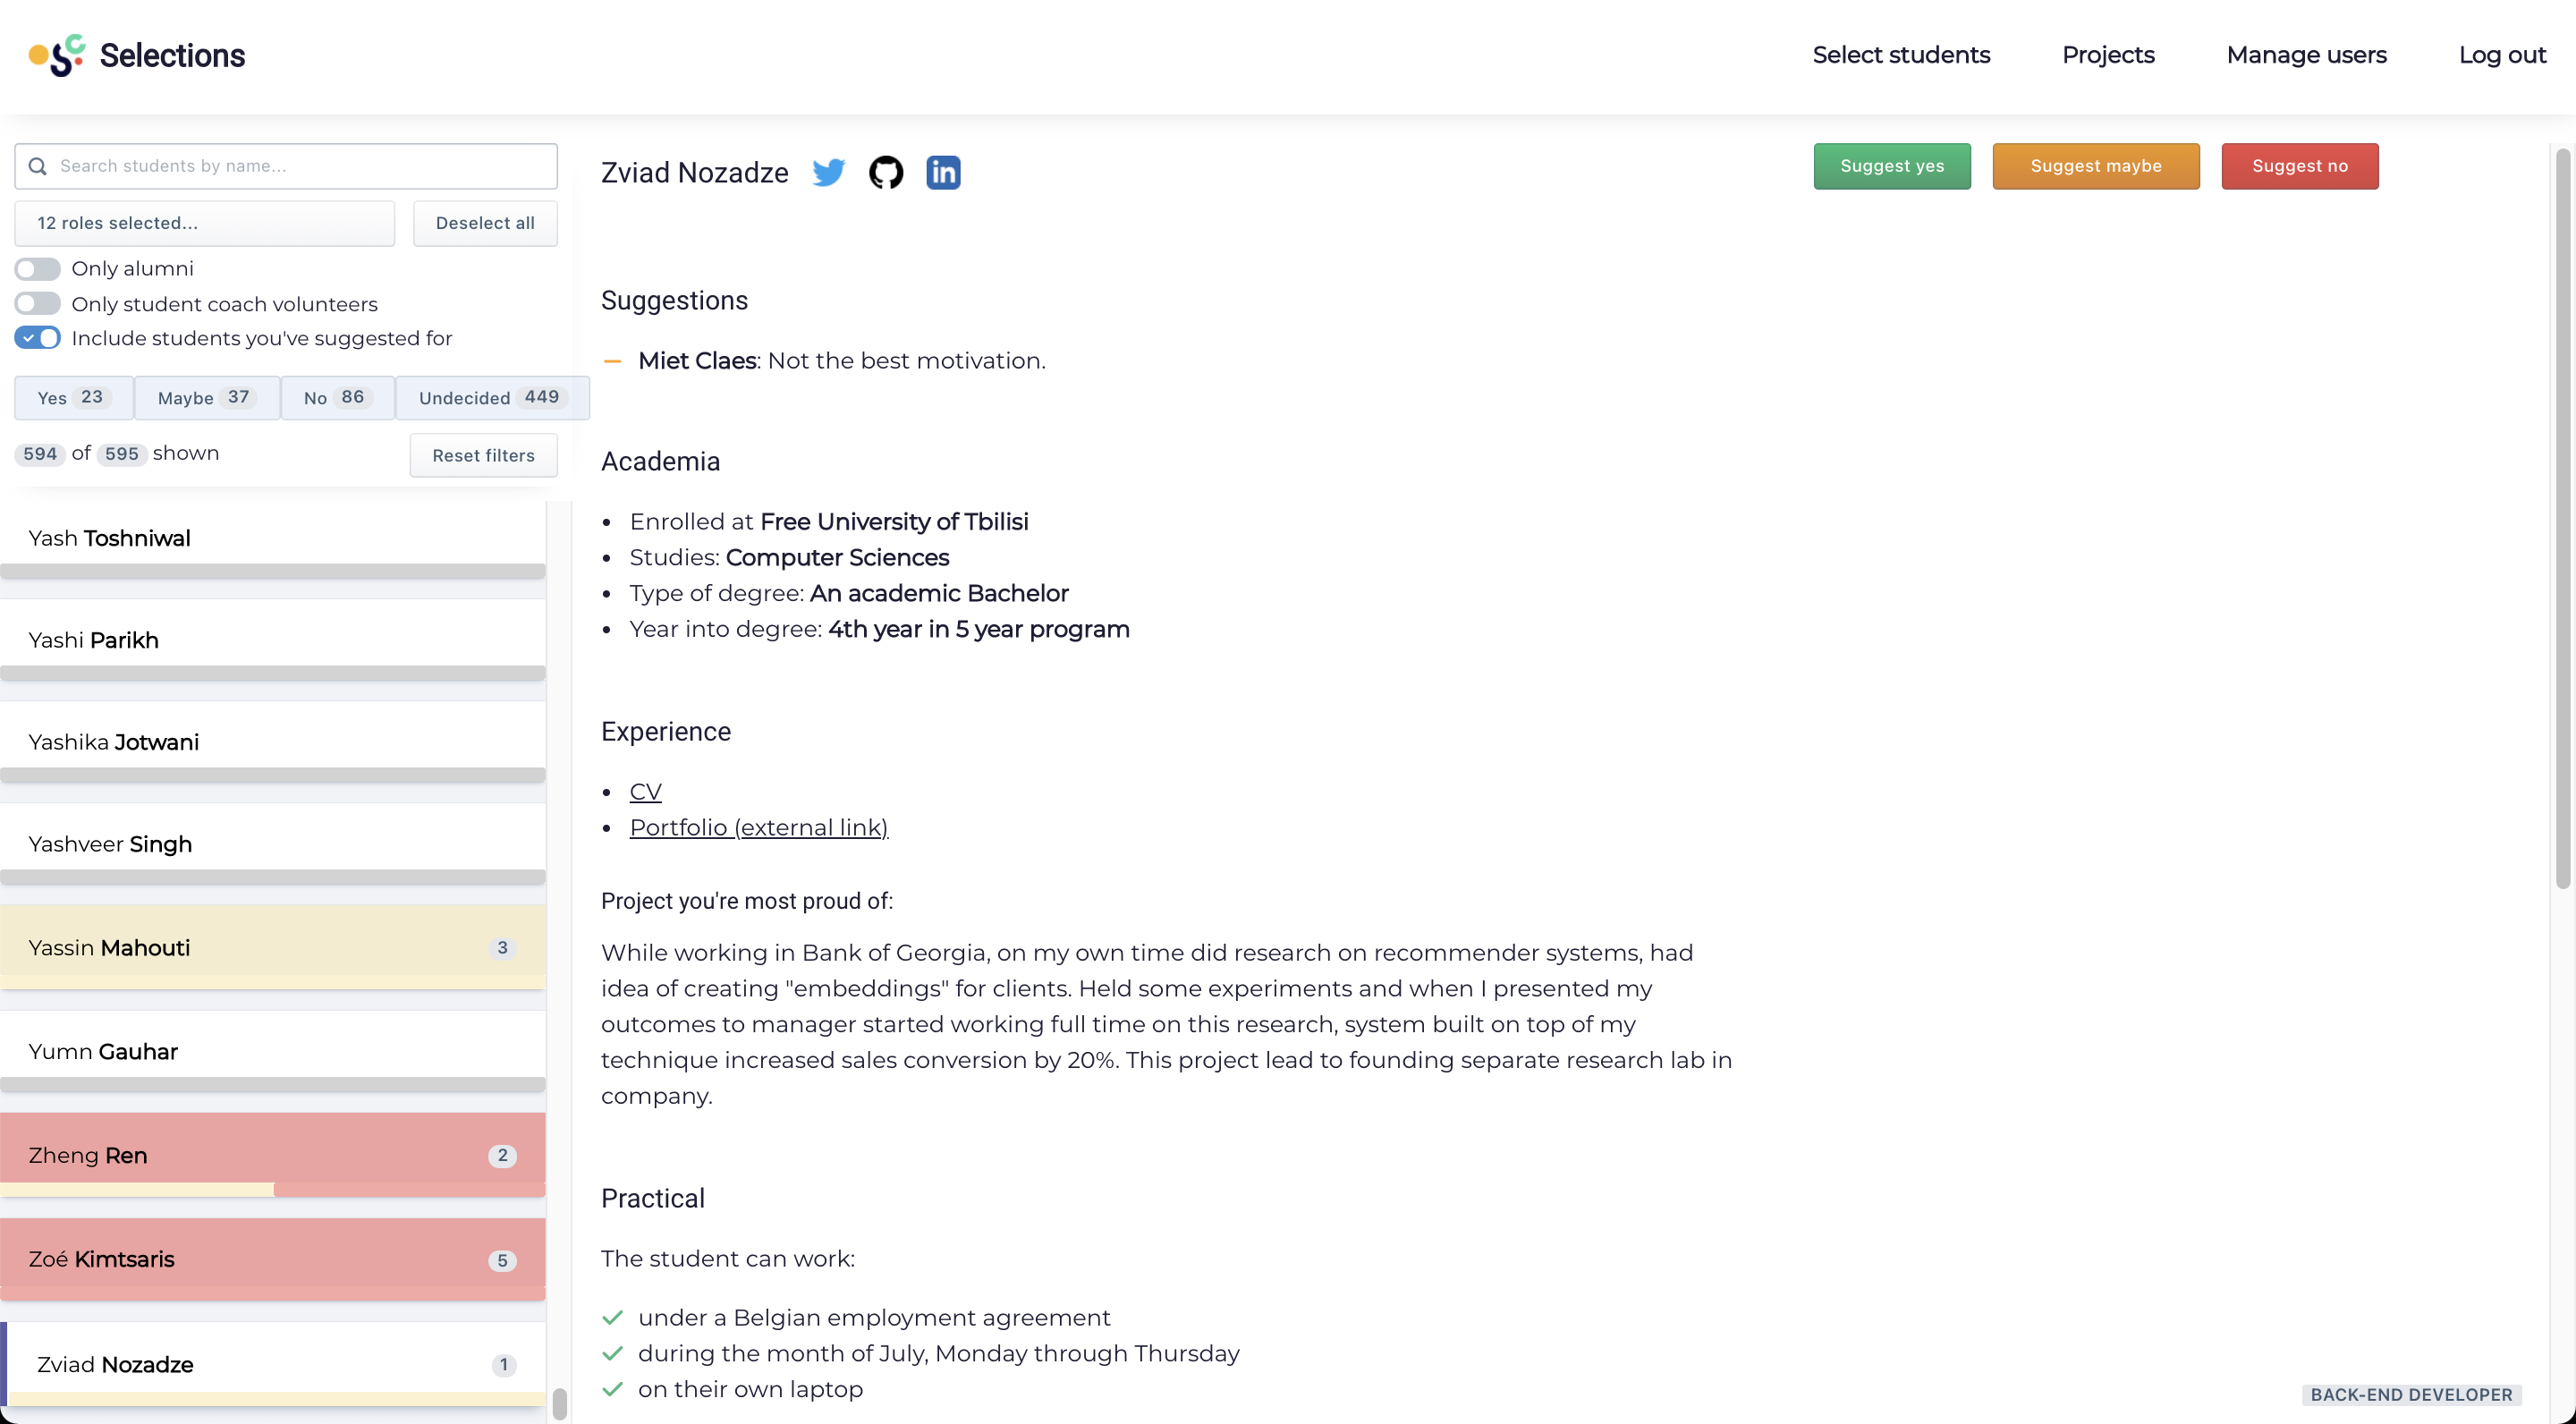 Selections
Select students
Projects
Manage users
Log out
Search students by name...
12 roles selected...
Deselect all
Only alumni
Only student coach volunteers
Include students you've suggested for
Yes 23
Maybe 37
No 86
Undecided 449
594 of 595 shown
Reset filters
Yash Toshniwal
Yashi Parikh
Yashika Jotwani
Yashveer Singh
Yassin Mahouti 3
Yumn Gauhar
Zheng Ren 2
Zoé Kimtsaris 5
Zviad Nozadze 1
Zviad Nozadze
in
Suggest yes
Suggest maybe
Suggest no
Suggestions
Miet Claes: Not the best motivation.
Academia
• Enrolled at Free University of Tbilisi
• Studies: Computer Sciences
• Type of degree: An academic Bachelor
• Year into degree: 4th year in 5 year program
Experience
• CV
• Portfolio (external link)
Project you're most proud of:
While working in Bank of Georgia, on my own time did research on recommender systems, had
idea of creating "embeddings" for clients. Held some experiments and when I presented my
outcomes to manager started working full time on this research, system built on top of my
technique increased sales conversion by 20%. This project lead to founding separate research lab in
company.
Practical
The student can work:
under a Belgian employment agreement
during the month of July, Monday through Thursday
on their own laptop
BACK-END DEVELOPER